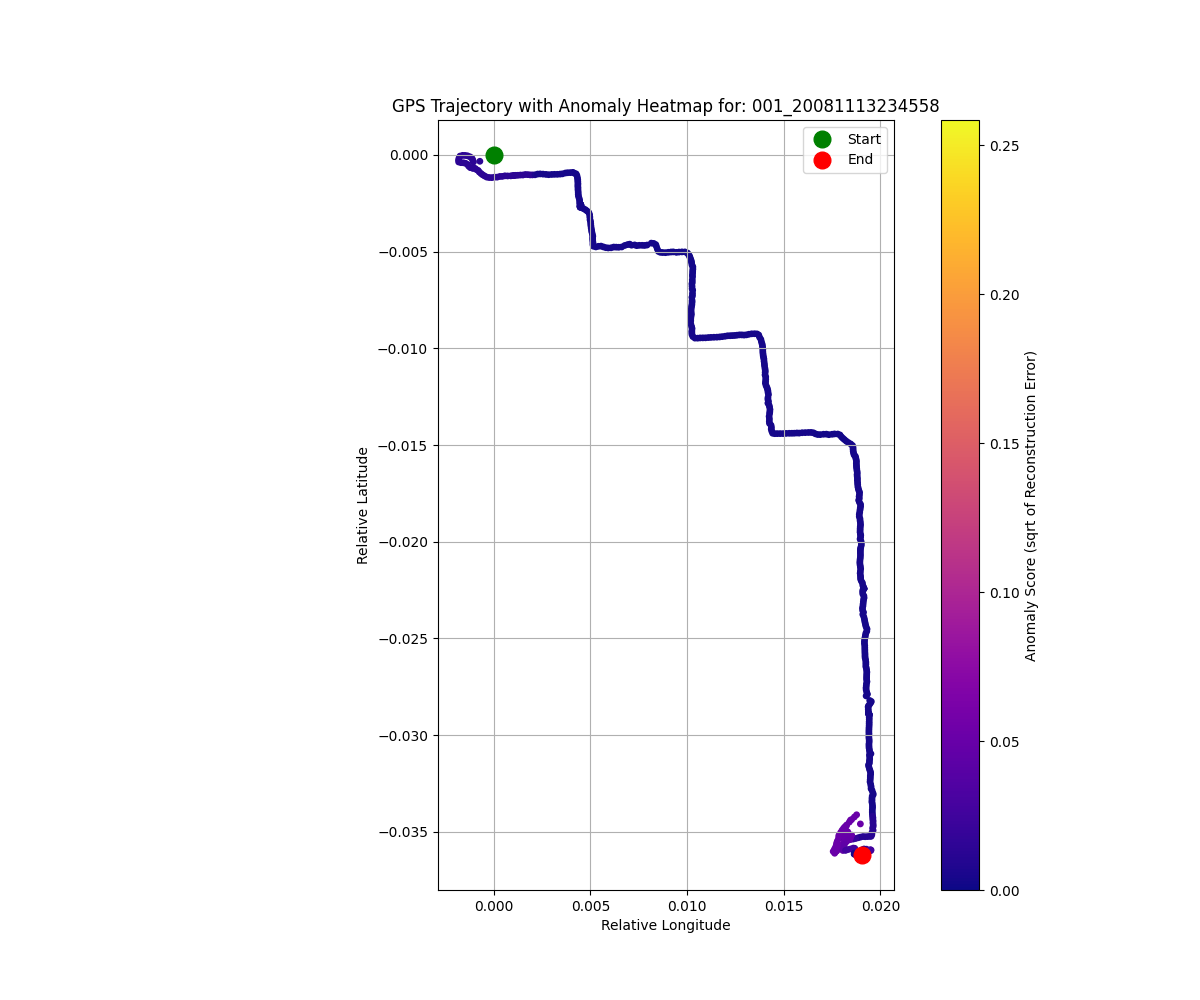 GPS Trajectory with Anomaly Heatmap for: 001_20081113234558
Start
End
0.000
−0.005
−0.010
−0.015
−0.020
−0.025
−0.030
−0.035
Relative Latitude
0.000 0.005 0.010 0.015 0.020
Relative Longitude
0.25
0.20
0.15
0.10
0.05
0.00
Anomaly Score (sqrt of Reconstruction Error)